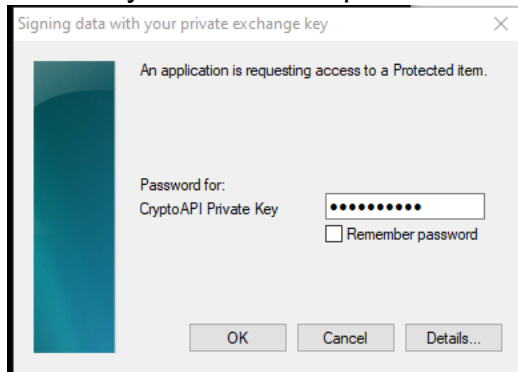 Signing data with your private exchange key
An application is requesting access to a Protected item.
Password for:
CryptoAPI Private Key ●●●●●●●●●●
Remember password
OK Cancel Details...